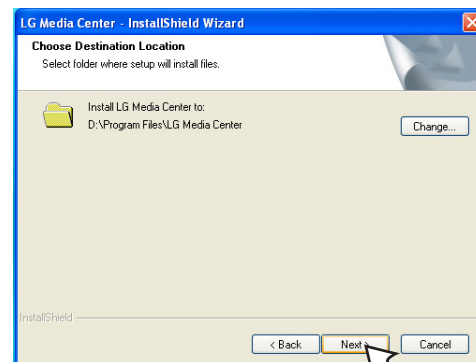 LG Media Center - InstallShield Wizard
Choose Destination Location
Select folder where setup will install files.
Install LG Media Center to:
D:\Program Files\LG Media Center
Change...
InstallShield
< Back
Next >
Cancel